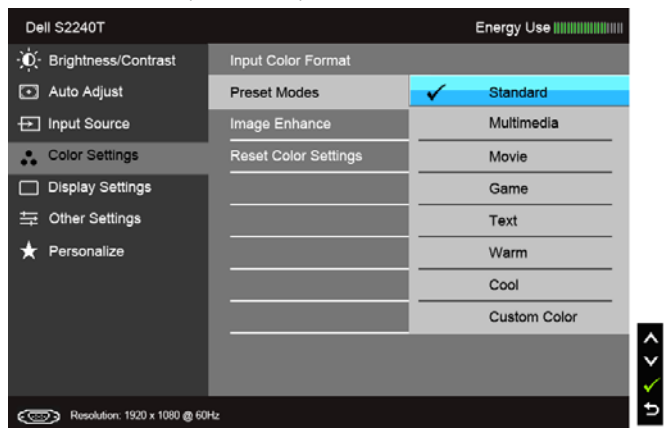 Dell S2240T
Energy Use
Brightness/Contrast
Auto Adjust
Input Source
Color Settings
Display Settings
Other Settings
Personalize
Input Color Format
Preset Modes
Image Enhance
Reset Color Settings
Standard
Multimedia
Movie
Game
Text
Warm
Cool
Custom Color
Resolution: 1920 x 1080 @ 60Hz